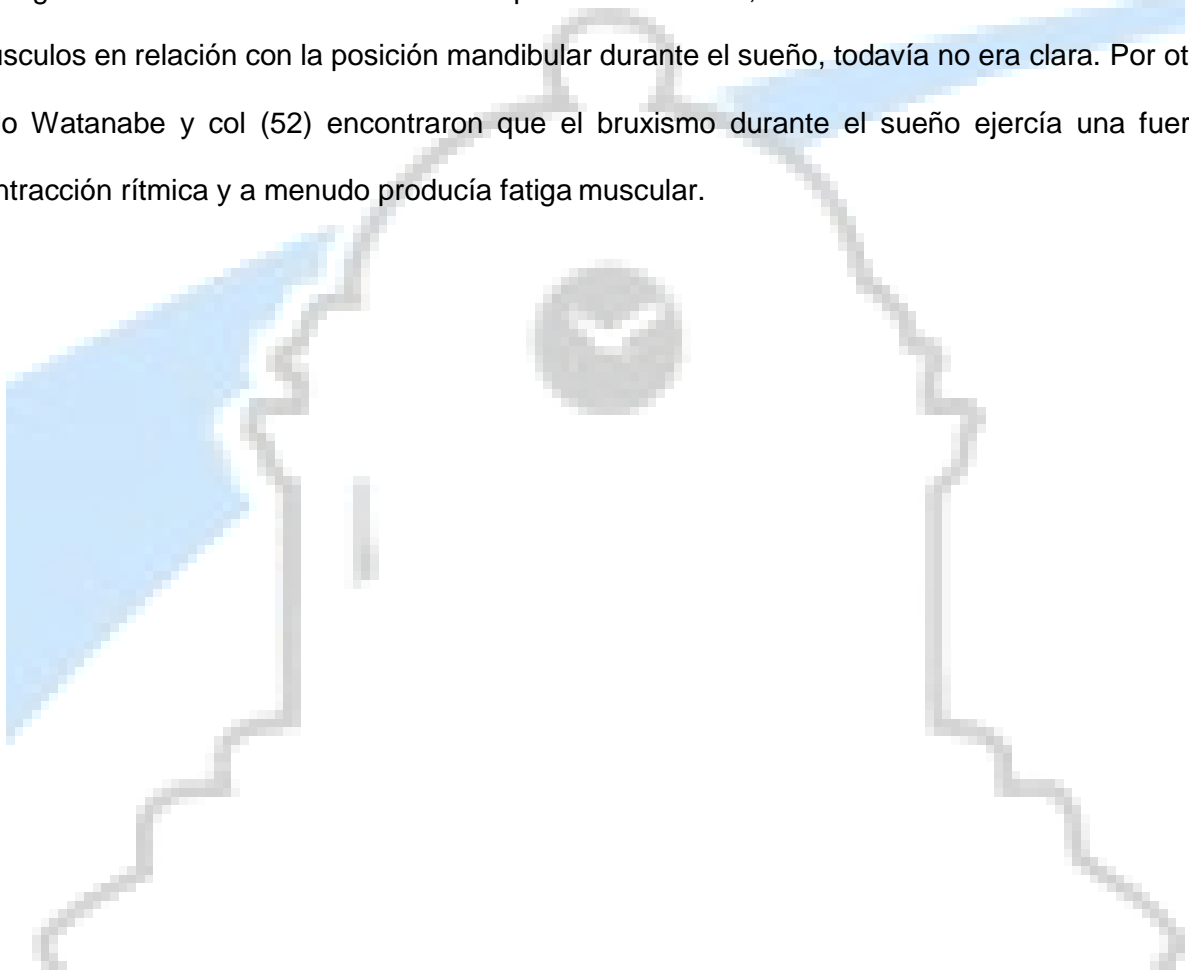 músculos en relación con la posición mandibular durante el sueño, todavía no era clara. Por ot
o Watanabe y col (52) encontraron que el bruxismo durante el sueño ejercía una fuer
ntracción rítmica y a menudo producía fatiga muscular.